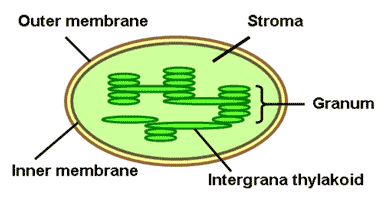 Outer membrane
Stroma
Granum
Inner membrane
Intergrana thylakoid